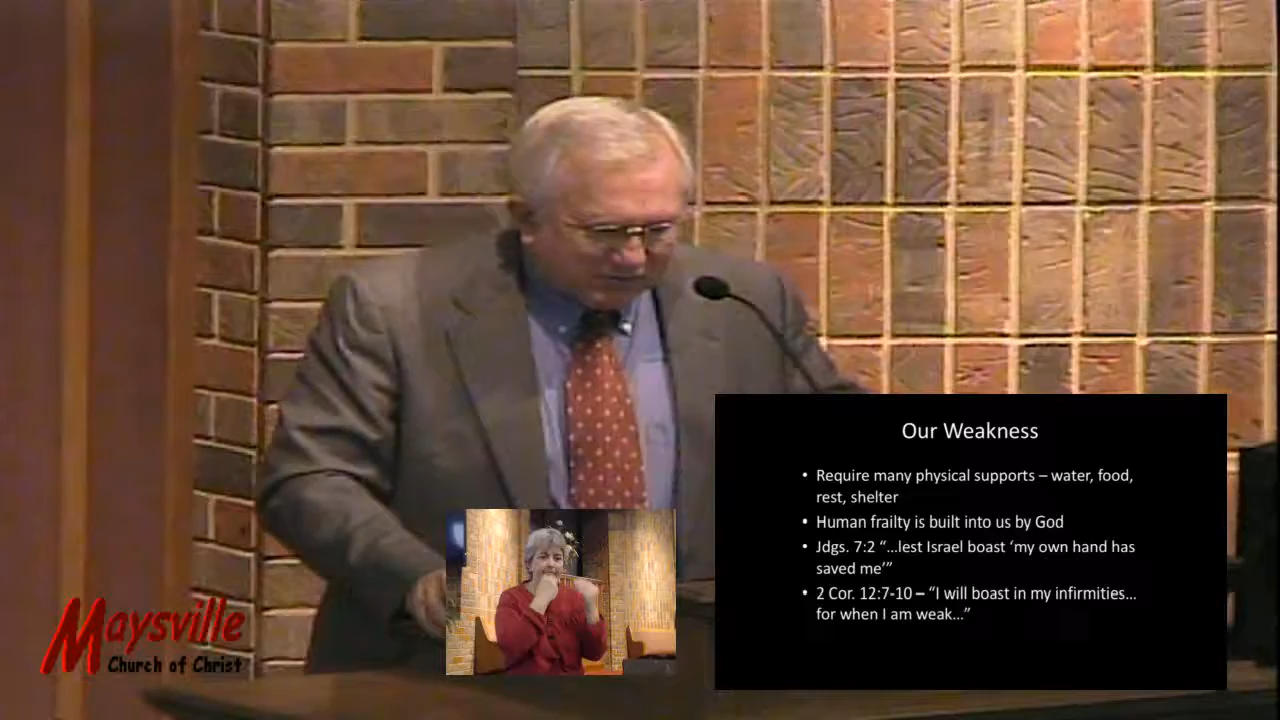 Our Weakness
• Require many physical supports – water, food,
rest, shelter
• Human frailty is built into us by God
• Jdgs. 7:2 “…lest Israel boast ‘my own hand has
saved me’”
• 2 Cor. 12:7-10 – “I will boast in my infirmities…
for when I am weak…”
Maysville
Church of Christ